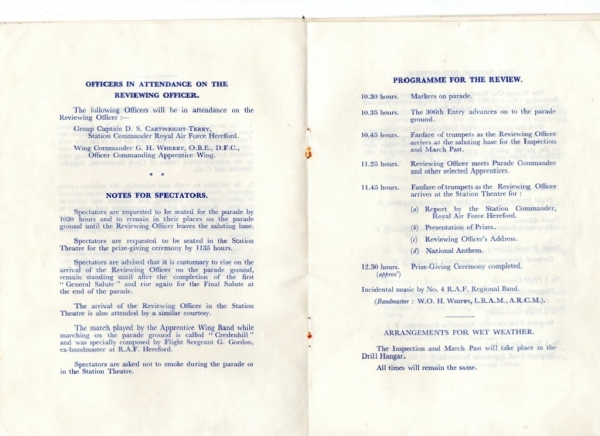 OFFICERS IN ATTENDANCE ON THE
REVIEWING OFFICER.
The following Officers will be in attendance on the
Reviewing Officer :—
Group Captain D. S. CARTWRIGHT-TERRY,
Station Commander Royal Air Force Hereford.
Wing Commander G. H. WHERRY, O.B.E., D.F.C.,
Officer Commanding Apprentice Wing.
* *
NOTES FOR SPECTATORS.
Spectators are requested to be seated for the parade by
1030 hours and to remain in their places on the parade
ground until the Reviewing Officer leaves the saluting base.
Spectators are requested to be seated in the Station
Theatre for the prize-giving ceremony by 1135 hours.
Spectators are advised that it is customary to rise on the
arrival of the Reviewing Officer on the parade ground,
remain standing until after the completion of the first
“ General Salute ” and rise again for the Final Salute at
the end of the parade.
The arrival of the Reviewing Officer in the Station
Theatre is also attended by a similar courtesy.
The march played by the Apprentice Wing Band while
marching on the parade ground is called “ Credenhill ”
and was specially composed by Flight Sergeant G. Gordon,
ex-bandmaster at R.A.F. Hereford.
Spectators are asked not to smoke during the parade or
in the Station Theatre.
PROGRAMME FOR THE REVIEW.
10.30 hours. Markers on parade.
10.35 hours. The 306th Entry advances on to the parade
ground.
10.45 hours. Fanfare of trumpets as the Reviewing Officer
arrives at the saluting base for the Inspection
and March Past.
11.25 hours. Reviewing Officer meets Parade Commander
and other selected Apprentices.
11.45 hours. Fanfare of trumpets as the Reviewing Officer
arrives at the Station Theatre for :
(a) Report by the Station Commander,
Royal Air Force Hereford.
(b) Presentation of Prizes.
(c) Reviewing Officer's Address.
(d) National Anthem.
12.30 hours. Prize-Giving Ceremony completed.
(approx')
Incidental music by No. 4 R.A.F. Regional Band.
(Bandmaster : W.O. H. L.R.A.M., A.R.C.M.).
ARRANGEMENTS FOR WET WEATHER.
The Inspection and March Past will take place in the
Drill Hangar.
All times will remain the same.